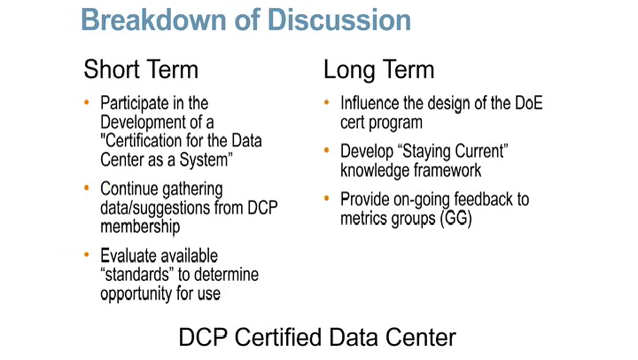 Breakdown of Discussion
Short Term
• Participate in the
Development of a
"Certification for the Data
Center as a System”
• Continue gathering
data/suggestions from DCP
membership
• Evaluate available
“standards” to determine
opportunity for use
Long Term
• Influence the design of the DoE
cert program
• Develop “Staying Current”
knowledge framework
• Provide on-going feedback to
metrics groups (GG)
DCP Certified Data Center